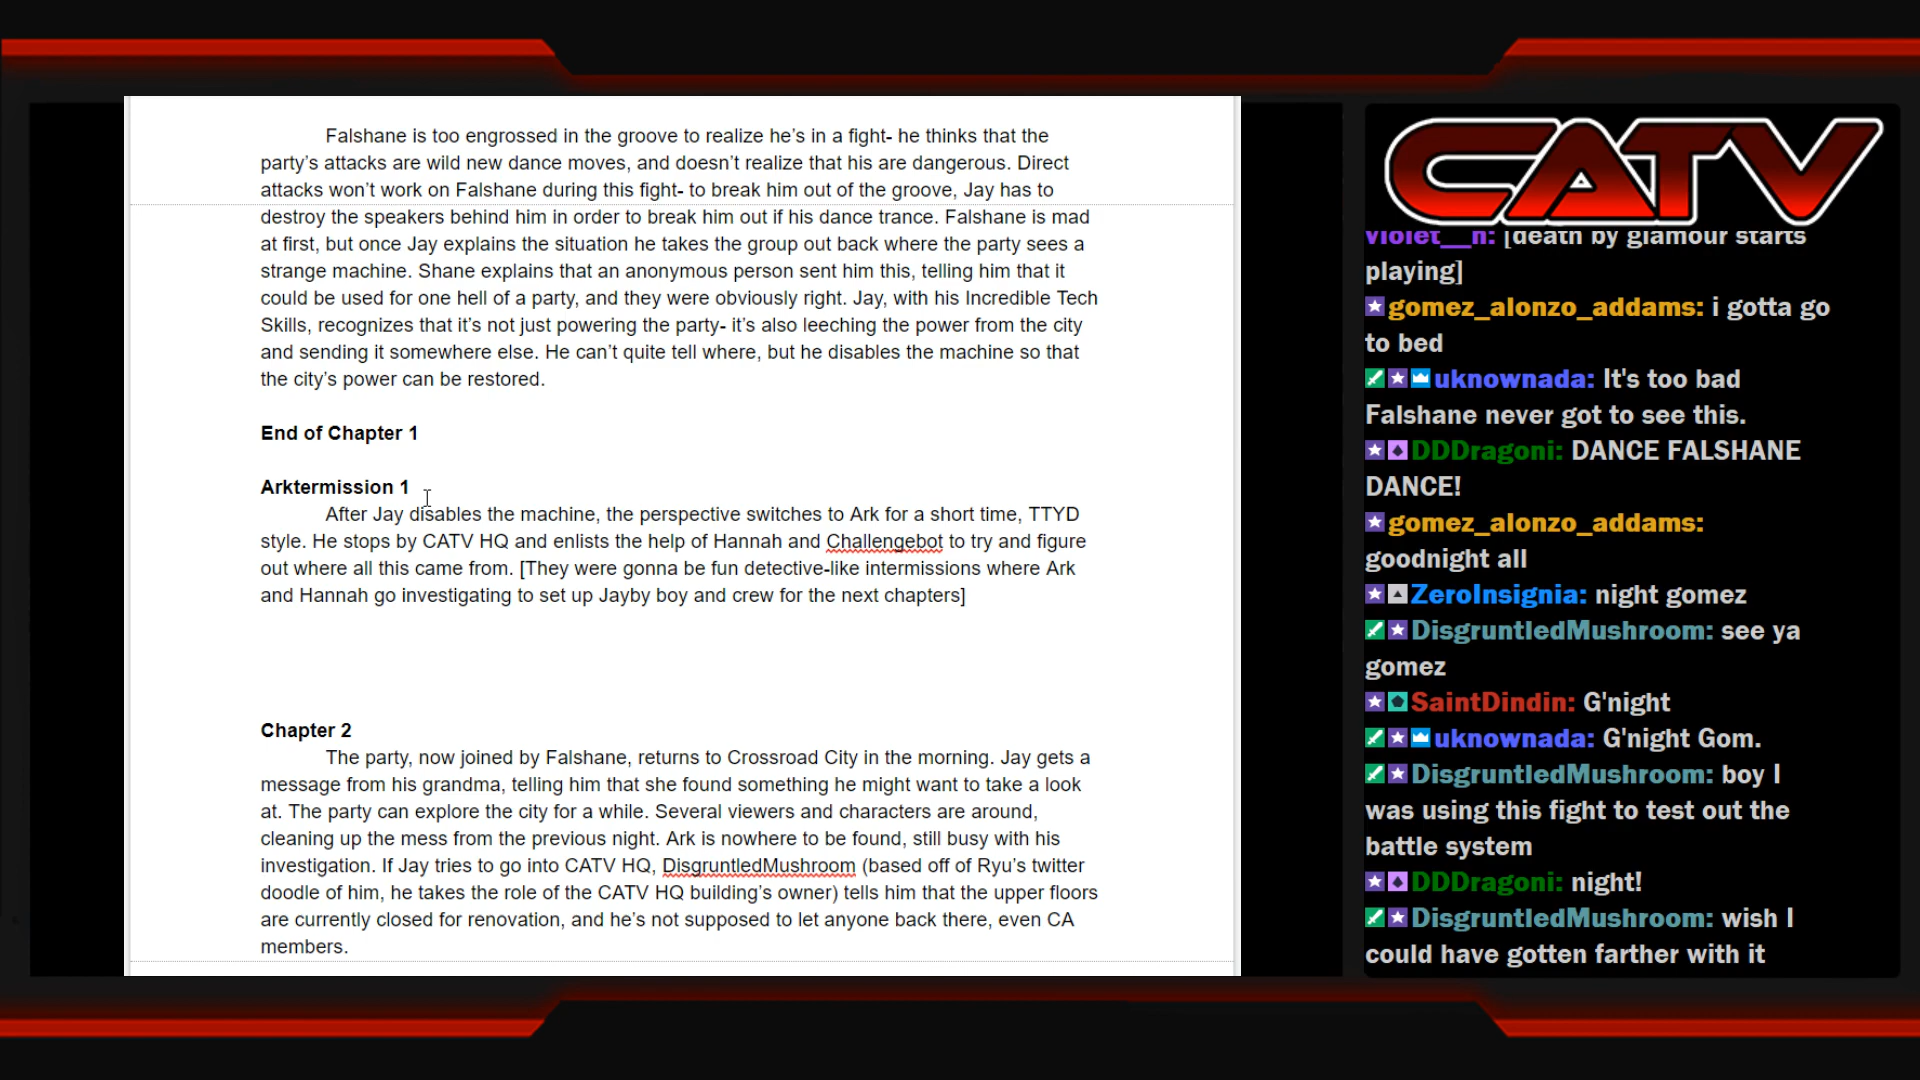 Falshane is too engrossed in the groove to realize he’s in a fight- he thinks that the
party’s attacks are wild new dance moves, and doesn’t realize that his are dangerous. Direct
attacks won’t work on Falshane during this fight- to break him out of the groove, Jay has to
destroy the speakers behind him in order to break him out if his dance trance. Falshane is mad
at first, but once Jay explains the situation he takes the group out back where the party sees a
strange machine. Shane explains that an anonymous person sent him this, telling him that it
could be used for one hell of a party, and they were obviously right. Jay, with his Incredible Tech
Skills, recognizes that it’s not just powering the party- it’s also leeching the power from the city
and sending it somewhere else. He can’t quite tell where, but he disables the machine so that
the city’s power can be restored.
End of Chapter 1
Arktermission 1
After Jay disables the machine, the perspective switches to Ark for a short time, TTYD
style. He stops by CATV HQ and enlists the help of Hannah and Challengebot to try and figure
out where all this came from. [They were gonna be fun detective-like intermissions where Ark
and Hannah go investigating to set up Jayby boy and crew for the next chapters]
Chapter 2
The party, now joined by Falshane, returns to Crossroad City in the morning. Jay gets a
message from his grandma, telling him that she found something he might want to take a look
at. The party can explore the city for a while. Several viewers and characters are around,
cleaning up the mess from the previous night. Ark is nowhere to be found, still busy with his
investigation. If Jay tries to go into CATV HQ, DisgruntledMushroom (based off of Ryu’s twitter
doodle of him, he takes the role of the CATV HQ building’s owner) tells him that the upper floors
are currently closed for renovation, and he’s not supposed to let anyone back there, even CA
members.
CATV
violet__n: [death by glamour starts
playing]
gomez_alonzo_addams: i gotta go
to bed
uknownada: It's too bad
Falshane never got to see this.
DDDragoni: DANCE FALSHANE
DANCE!
gomez_alonzo_addams:
goodnight all
ZeroInsignia: night gomez
DisgruntledMushroom: see ya
gomez
SaintDindin: G'night
uknownada: G'night Gom.
DisgruntledMushroom: boy I
was using this fight to test out the
battle system
DDDragoni: night!
DisgruntledMushroom: wish I
could have gotten farther with it